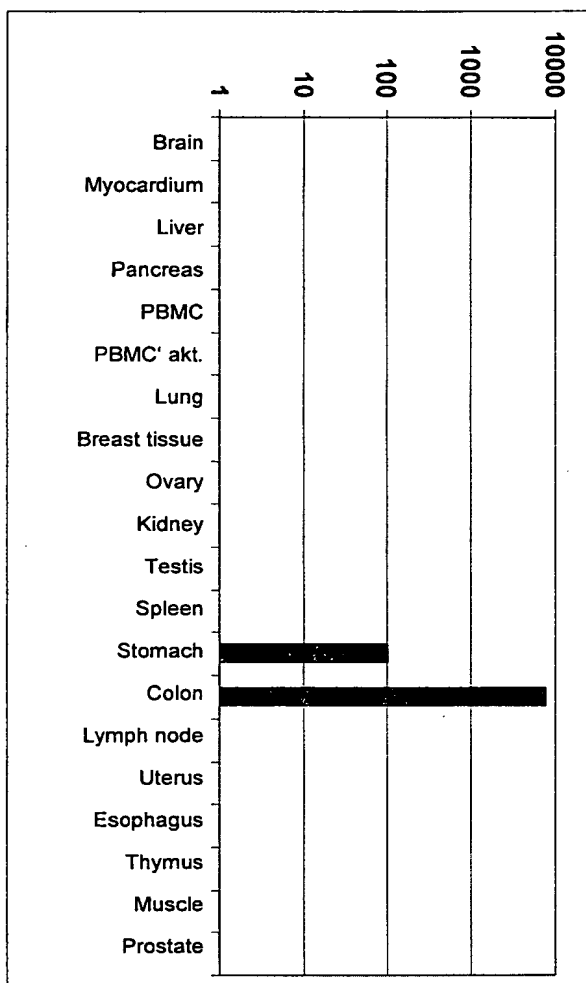 1
10
100
1000
10000
Brain
Myocardium
Liver
Pancreas
PBMC
PBMC' akt.
Lung
Breast tissue
Ovary
Kidney
Testis
Spleen
Stomach
Colon
Lymph node
Uterus
Esophagus
Thymus
Muscle
Prostate